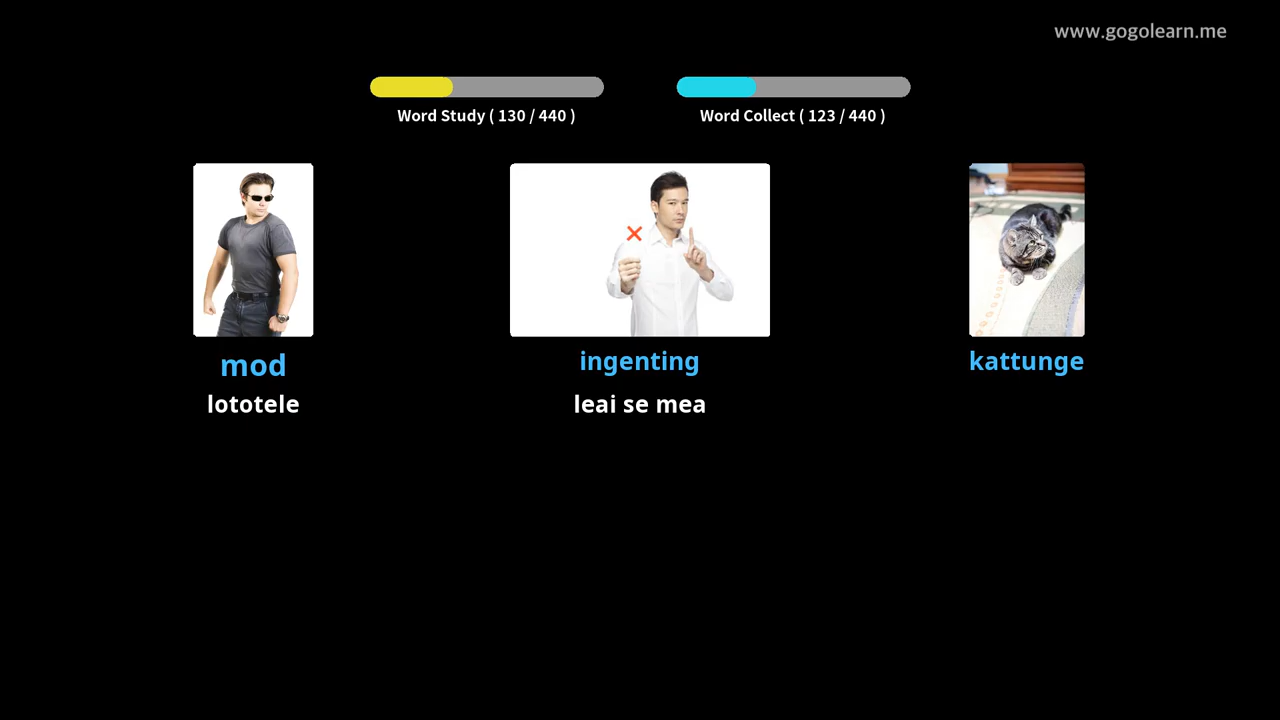 www.gogolearn.me
Word Study ( 130 / 440 )
Word Collect ( 123 / 440 )
mod
lototele
ingenting
leai se mea
kattunge